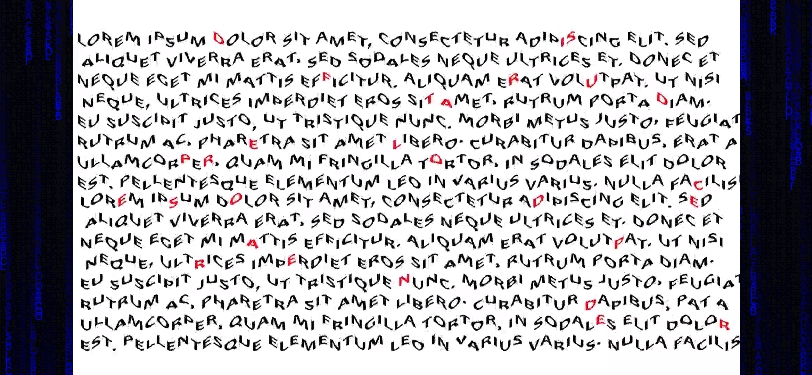 LOREM IPSUM DOLOR SIT AMET, CONSECTETUR ADIPISCING ELIT. SED
ALIQUET VIVERRA ERAT, SED SODALES NEQUE ULTRICES ET. DONEC ET
NEQUE EGET MI MATTIS EFFICITUR. ALIQUAM ERAT VOLUTPAT. UT NISI
NEQUE, ULTRICES IMPERDIET EROS SIT AMET, RUTRUM PORTA DIAM.
EU SUSCIPIT JUSTO, UT TRISTIQUE NUNC. MORBI METUS JUSTO, FEUGIAT
RUTRUM AC, PHARETRA SIT AMET LIBERO. CURABITUR DAPIBUS, ERAT A
ULLAMCORPER, QUAM MI FRINGILLA TORTOR, IN SODALES ELIT DOLOR
EST. PELLENTESQUE ELEMENTUM LEO IN VARIUS VARIUS. NULLA FACILIS
LOREM IPSUM DOLOR SIT AMET, CONSECTETUR ADIPISCING ELIT. SED
ALIQUET VIVERRA ERAT, SED SODALES NEQUE ULTRICES ET. DONEC ET
NEQUE EGET MI MATTIS EFFICITUR. ALIQUAM ERAT VOLUTPAT. UT NISI
NEQUE, ULTRICES IMPERDIET EROS SIT AMET, RUTRUM PORTA DIAM.
EU SUSCIPIT JUSTO, UT TRISTIQUE NUNC. MORBI METUS JUSTO, FEUGIAT
RUTRUM AC, PHARETRA SIT AMET LIBERO. CURABITUR DAPIBUS, PAT A
ULLAMCORPER, QUAM MI FRINGILLA TORTOR, IN SODALES ELIT DOLOR
EST. PELLENTESQUE ELEMENTUM LEO IN VARIUS VARIUS. NULLA FACILIS